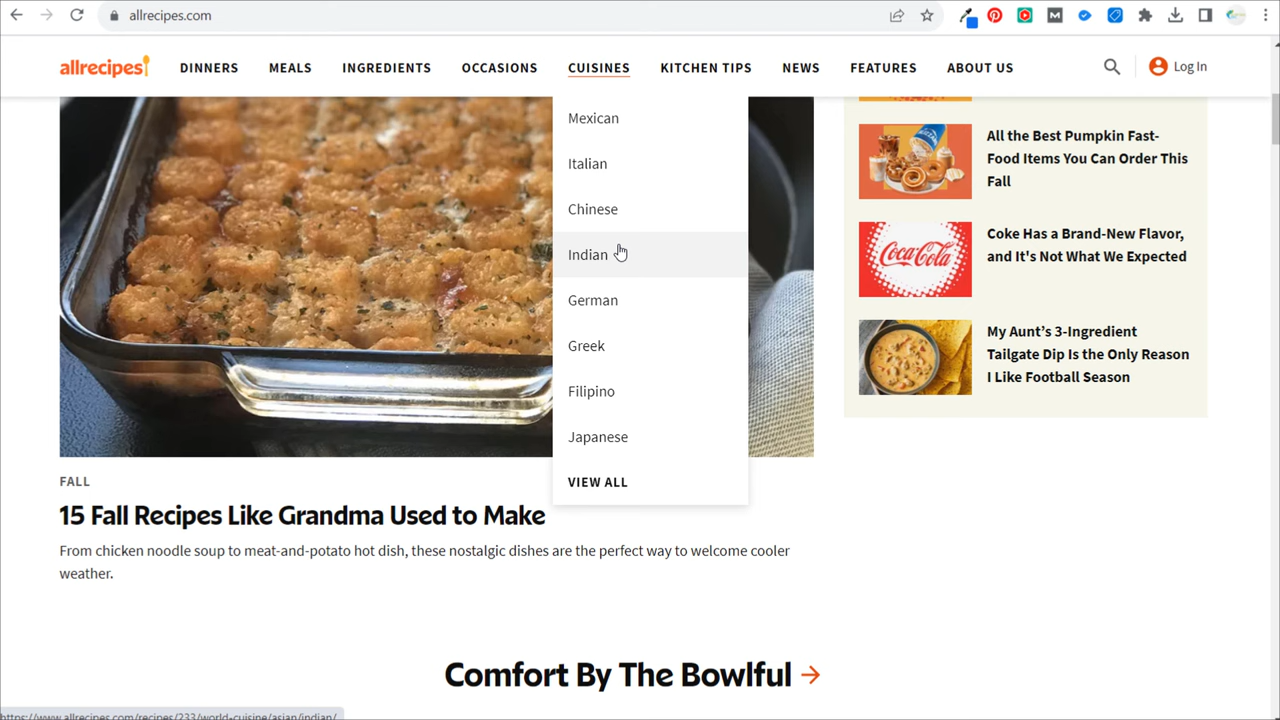 allrecipes.com
allrecipes
DINNERS
MEALS
INGREDIENTS
OCCASIONS
CUISINES
KITCHEN TIPS
NEWS
FEATURES
ABOUT US
Log In
Mexican
Italian
Chinese
Indian
German
Greek
Filipino
Japanese
VIEW ALL
All the Best Pumpkin Fast-
Food Items You Can Order This
Fall
Coca-Cola
Coke Has a Brand-New Flavor,
and It's Not What We Expected
My Aunt’s 3-Ingredient
Tailgate Dip Is the Only Reason
I Like Football Season
FALL
15 Fall Recipes Like Grandma Used to Make
From chicken noodle soup to meat-and-potato hot dish, these nostalgic dishes are the perfect way to welcome cooler
weather.
Comfort By The Bowlful
https://www.allrecipes.com/recipes/233/world-cuisine/asian/indian/